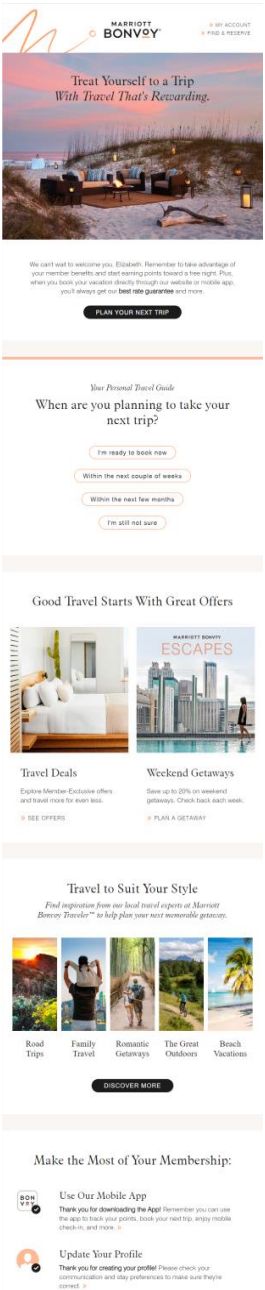 MARRIOTT
BONVOY
MY ACCOUNT
FIND & RESERVE
Treat Yourself to a Trip
With Travel That's Rewarding.
We can't wait to welcome you, Elizabeth. Remember to take advantage of
your member benefits and start earning points toward a free night. Plus,
when you book your vacation directly through our website or mobile app,
you'll always get our best rate guarantee and more.
PLAN YOUR NEXT TRIP
Your Personal Travel Guide
When are you planning to take your
next trip?
I'm ready to book now
Within the next couple of weeks
Within the next few months
I'm still not sure
Good Travel Starts With Great Offers
MARRIOTT BONVOY
ESCAPES
Travel Deals
Explore Member-Exclusive offers
and travel more for even less.
SEE OFFERS
Weekend Getaways
Save up to 20% on weekend
getaways. Check back each week.
PLAN A GETAWAY
Travel to Suit Your Style
Find inspiration from our local travel experts at Marriott
Bonvoy Traveler™ to help plan your next memorable getaway.
Road
Trips
Family
Travel
Romantic
Getaways
The Great
Outdoors
Beach
Vacations
DISCOVER MORE
Make the Most of Your Membership:
BON
VOY
Use Our Mobile App
Thank you for downloading the App! Remember you can use
the app to track your points, book your next trip, enjoy mobile
check-in, and more.
Update Your Profile
Thank you for creating your profile! Please check your
communication and stay preferences to make sure they're
correct.